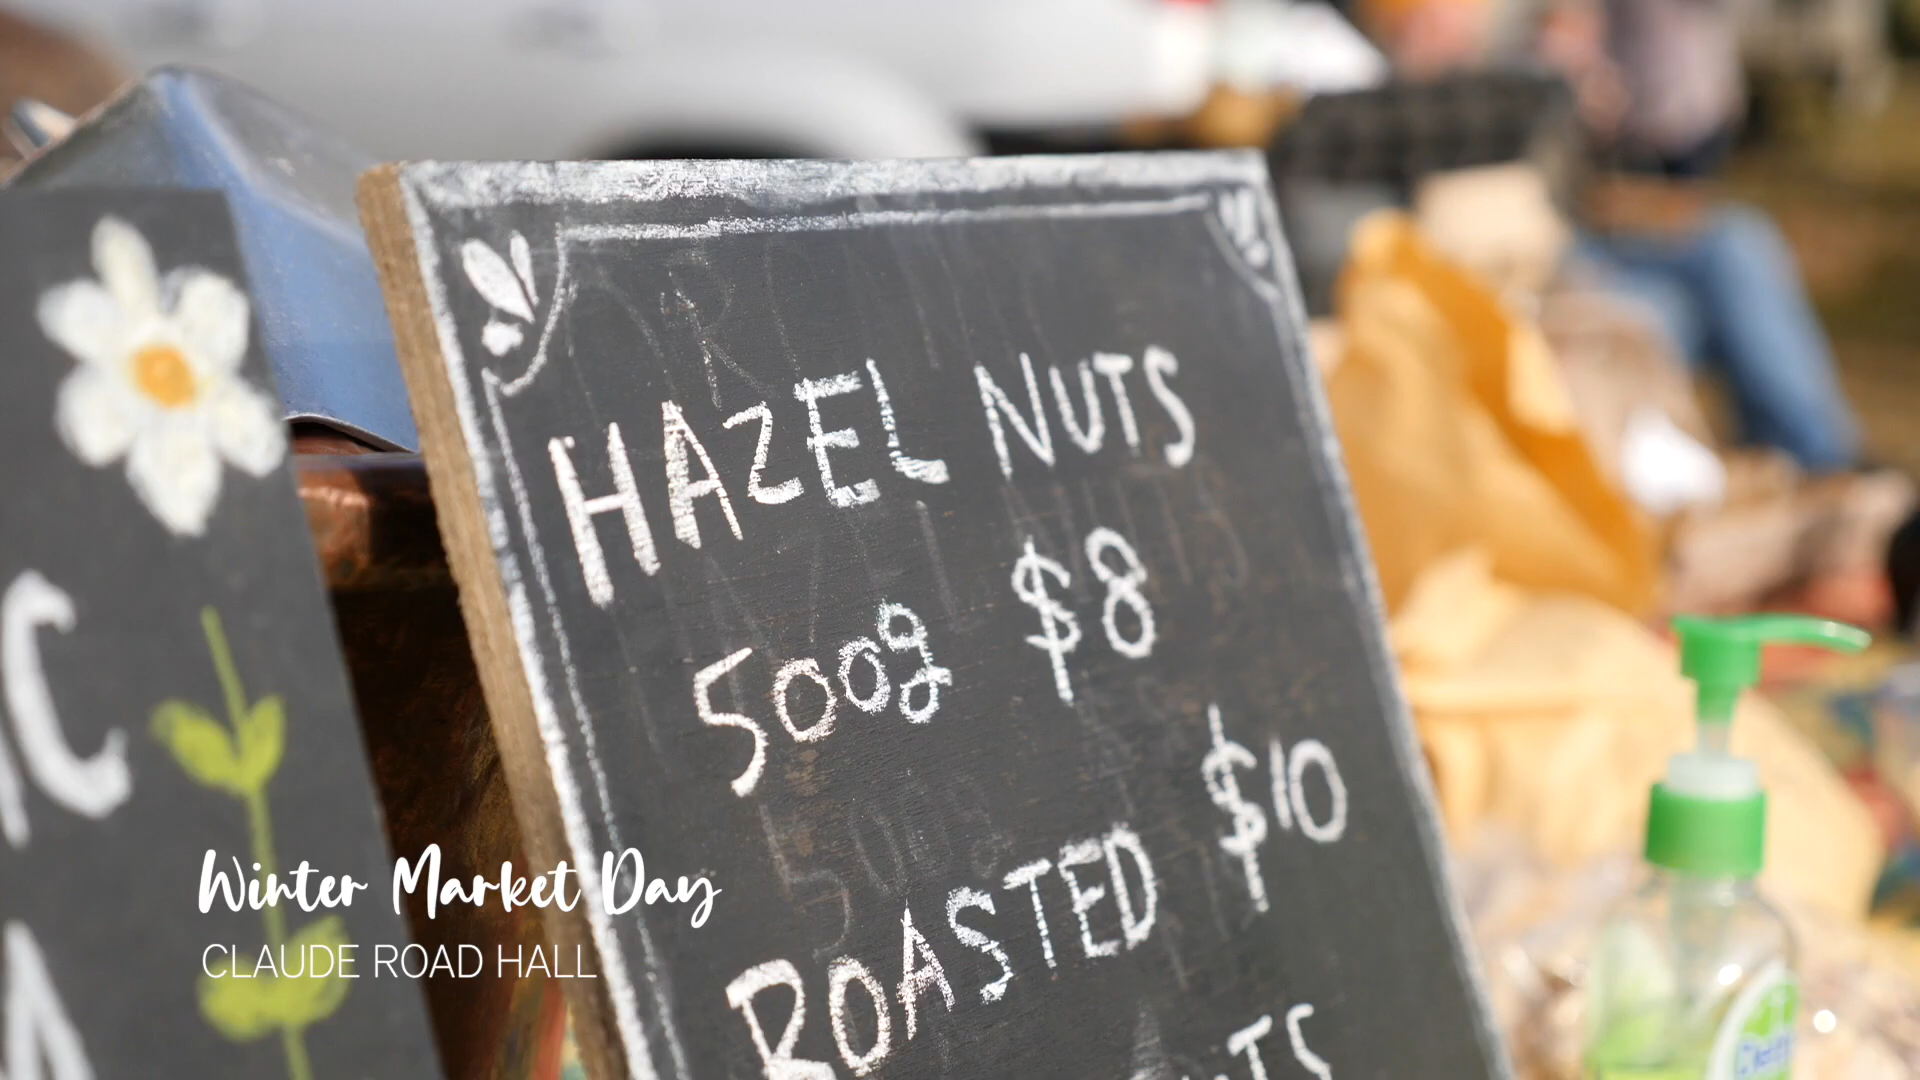 HAZEL NUTS
500g $8
$10
ROASTED
Winter Market Day
CLAUDE ROAD HALL